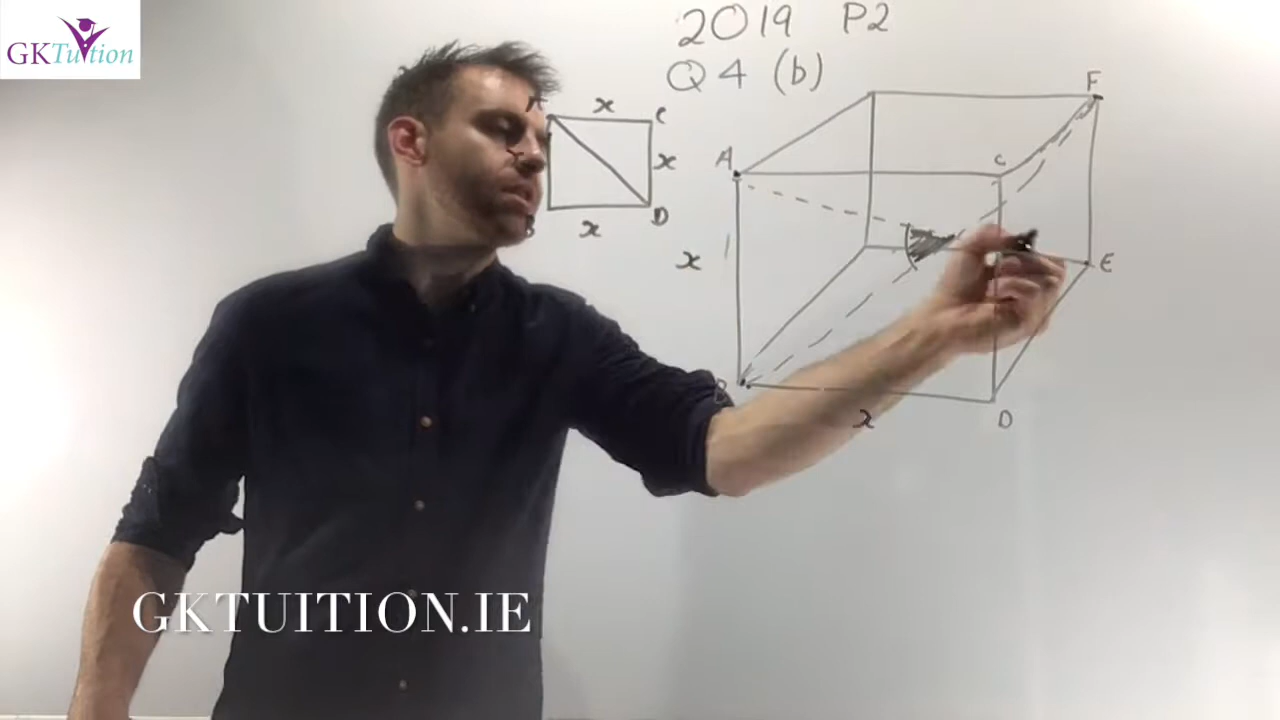 GKTuition
2019 P2
Q4 (b)
A x C
x x
B x D
F
A C
x
E
B
x D
GKTUITION.IE